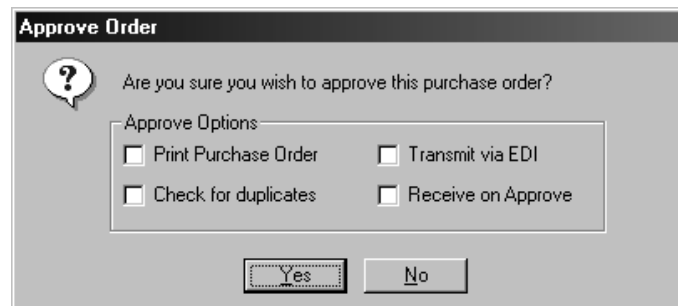 Approve Order
?
Are you sure you wish to approve this purchase order?
Approve Options
Print Purchase Order Transmit via EDI
Check for duplicates Receive on Approve
Yes No